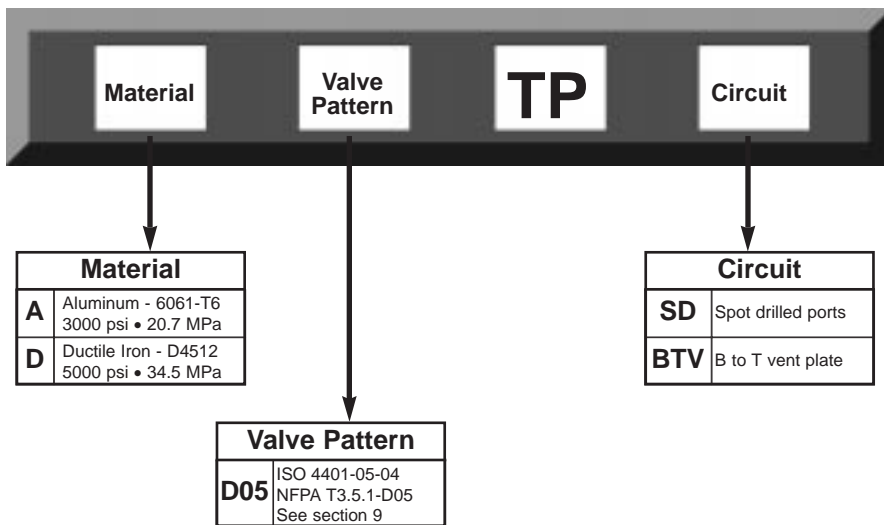 Material
Valve
Pattern
TP
Circuit
Material
A Aluminum - 6061-T6
3000 psi • 20.7 MPa
D Ductile Iron - D4512
5000 psi • 34.5 MPa
Circuit
SD Spot drilled ports
BTV B to T vent plate
Valve Pattern
D05 ISO 4401-05-04
NFPA T3.5.1-D05
See section 9